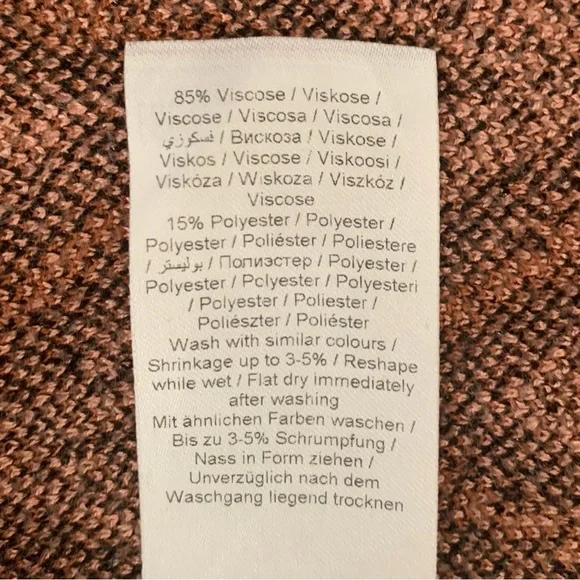 85% Viscose / Viskose /
Viscose / Viscosa / Viscosa /
فسكوزي / Вискоза / Viskose /
Viskos / Viscose / Viskoosi /
Viskóza / Wiskoza / Viszkóz /
Viscose
15% Polyester / Polyester /
Polyester / Poliéster / Poliestere
/ بوليستر / Полиэстер / Polyester /
Polyester / Polyester / Polyesteri
/ Polyester / Poliester /
Poliészter / Poliéster
Wash with similar colours /
Shrinkage up to 3-5% / Reshape
while wet / Flat dry immediately
after washing
Mit ähnlichen Farben waschen /
Bis zu 3-5% Schrumpfung /
Nass in Form ziehen /
Unverzüglich nach dem
Waschgang liegend trocknen